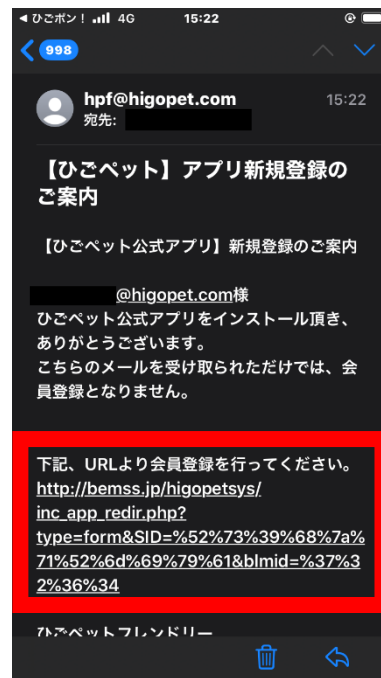 ◀ひごポン！ 4G 15:22
998
hpf@higopet.com 15:22
宛先:
【ひごペット】アプリ新規登録の
ご案内
【ひごペット公式アプリ】新規登録のご案内
@higopet.com様
ひごペット公式アプリをインストール頂き、
ありがとうございます。
こちらのメールを受け取られただけでは、会
員登録となりません。
下記、URLより会員登録を行ってください。
http://bemss.jp/higopetsys/
inc_app_redir.php?
type=form&SID=%52%73%39%68%7a%
71%52%6d%69%79%61&blmid=%37%3
2%36%34
ひごペットフレンドリー